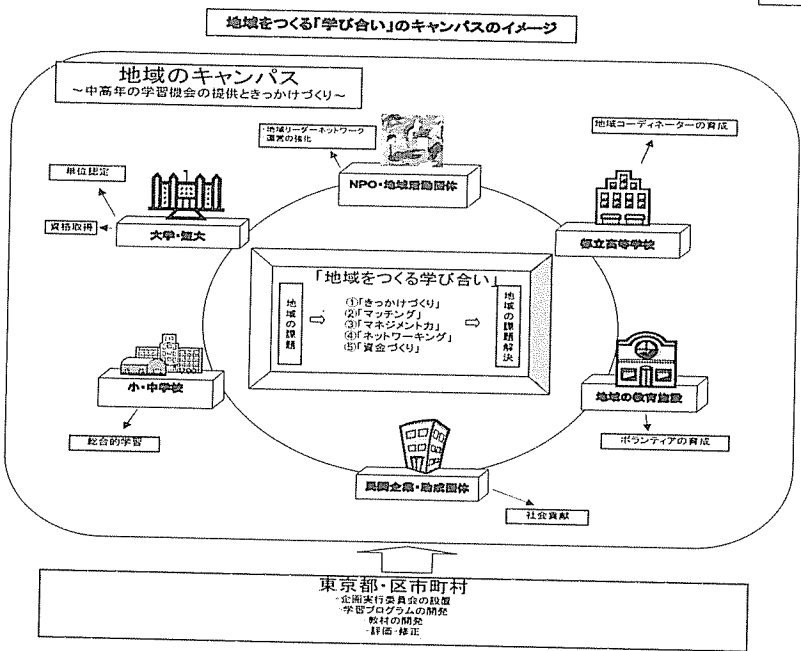 地域をつくる「学び合い」のキャンパスのイメージ
地域のキャンパス
～中高年の学習機会の提供ときっかけづくり～
・地域リーダーネットワーク
運営の強化
地域コーディネーターの育成
単位認定
資格取得
NPO・地域活動団体
大学・短大
都立高等学校
「地域をつくる学び合い」
地域の課題
①「きっかけづくり」
②「マッチング」
③「マネジメント力」
④「ネットワーキング」
⑤「資金づくり」
地域の課題解決
小・中学校
地域の教育施設
総合的学習
ボランティアの育成
民間企業・助成団体
社会貢献
東京都・区市町村
・企画実行委員会の設置
・学習プログラムの開発
・教材の開発
・評価・修正